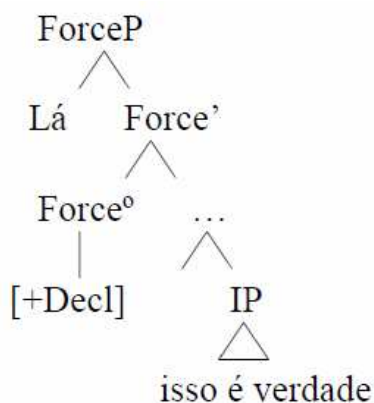 ForceP
Lá Force’
Forceº ...
[+Decl] IP
isso é verdade